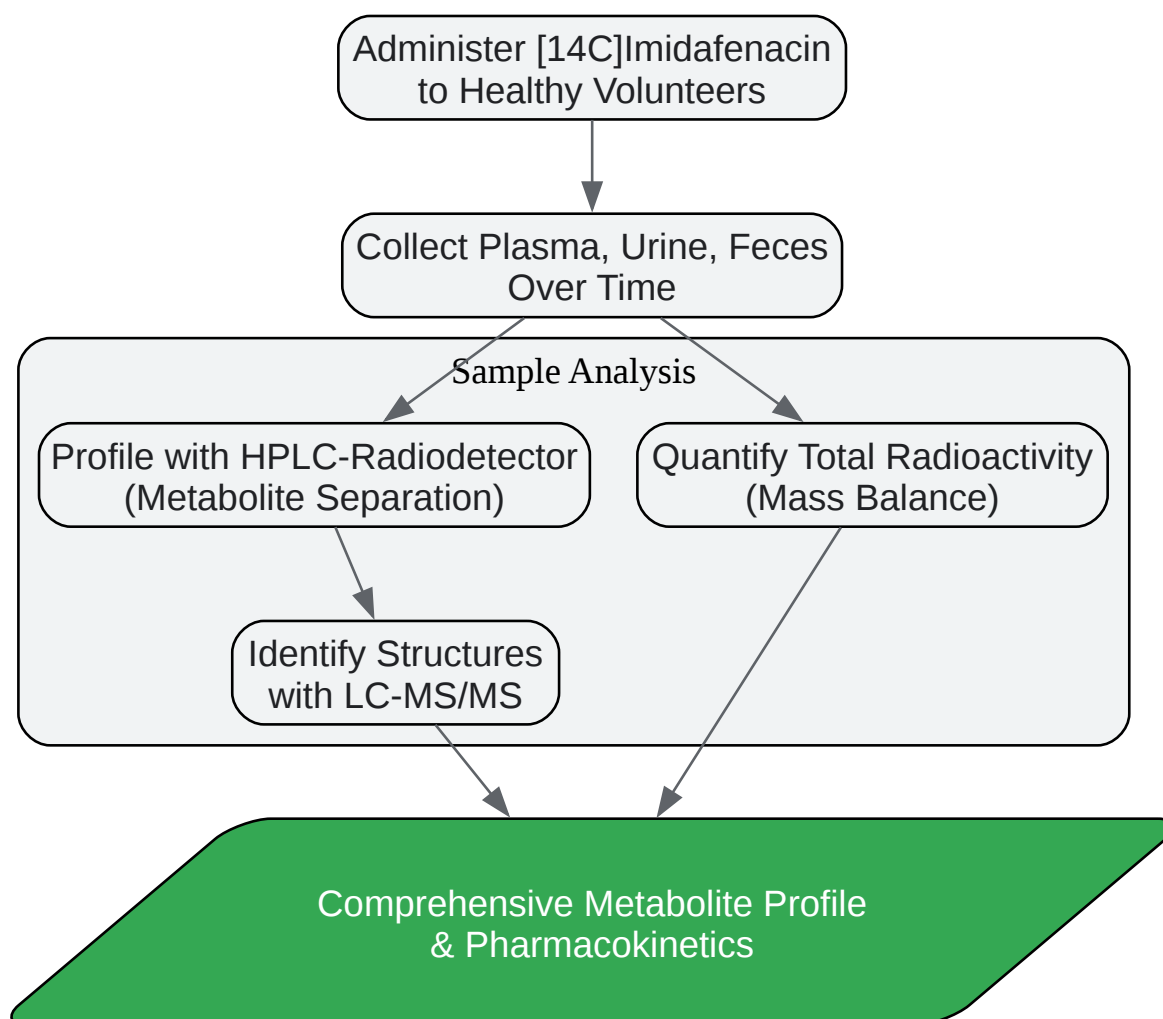 Administer [14C]Imidafenacin
to Healthy Volunteers
Collect Plasma, Urine, Feces
Over Time
Sample Analysis
Profile with HPLC-Radiodetector
(Metabolite Separation)
Quantify Total Radioactivity
(Mass Balance)
Identify Structures
with LC-MS/MS
Comprehensive Metabolite Profile
& Pharmacokinetics